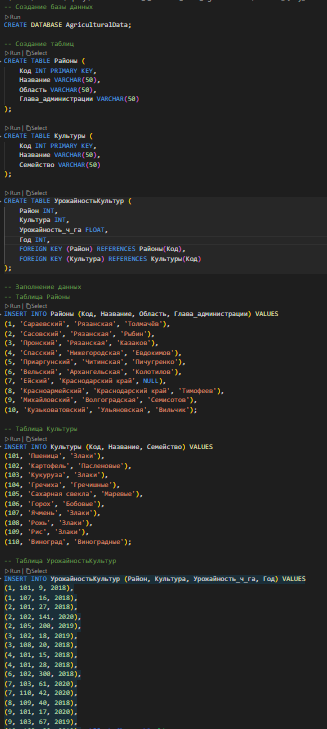 -- Создание базы данных
Run
CREATE DATABASE AgriculturalData;
-- Создание таблиц
Run | Select
CREATE TABLE Районы (
Код INT PRIMARY KEY,
Название VARCHAR(50),
Область VARCHAR(50),
Глава_администрации VARCHAR(50)
);
Run | Select
CREATE TABLE Культуры (
Код INT PRIMARY KEY,
Название VARCHAR(50),
Семейство VARCHAR(50)
);
Run | Select
CREATE TABLE УрожайностьКультур (
Район INT,
Культура INT,
Урожайность_ч_га FLOAT,
Год INT,
FOREIGN KEY (Район) REFERENCES Районы(Код),
FOREIGN KEY (Культура) REFERENCES Культуры(Код)
);
-- Заполнение данных
-- Таблица Районы
Run | Select
INSERT INTO Районы (Код, Название, Область, Глава_администрации) VALUES
(1, 'Сараевский', 'Рязанская', 'Толмачёв'),
(2, 'Сасовский', 'Рязанская', 'Рыбин'),
(3, 'Пронский', 'Рязанская', 'Казаков'),
(4, 'Спасский', 'Нижегородская', 'Евдокимов'),
(5, 'Приаргунский', 'Читинская', 'Пичугренко'),
(6, 'Вельский', 'Архангельская', 'Колотилов'),
(7, 'Ейский', 'Краснодарский край', NULL),
(8, 'Красноармейский', 'Краснодарский край', 'Тимофеев'),
(9, 'Михайловский', 'Волгоградская', 'Семисотов'),
(10, 'Кузьковатовский', 'Ульяновская', 'Вильчик');
-- Таблица Культуры
Run | Select
INSERT INTO Культуры (Код, Название, Семейство) VALUES
(101, 'Пшеница', 'Злаки'),
(102, 'Картофель', 'Пасленовые'),
(103, 'Кукуруза', 'Злаки'),
(104, 'Гречиха', 'Гречишные'),
(105, 'Сахарная свекла', 'Маровые'),
(106, 'Горох', 'Бобовые'),
(107, 'Ячмень', 'Злаки'),
(108, 'Рожь', 'Злаки'),
(109, 'Рис', 'Злаки'),
(110, 'Виноград', 'Виноградные');
-- Таблица УрожайностьКультур
Run | Select
INSERT INTO УрожайностьКультур (Район, Культура, Урожайность_ч_га, Год) VALUES
(1, 101, 9, 2018),
(1, 107, 16, 2018),
(2, 101, 27, 2018),
(2, 102, 141, 2020),
(2, 105, 200, 2019),
(3, 102, 18, 2019),
(3, 108, 20, 2018),
(4, 101, 15, 2018),
(4, 101, 28, 2018),
(6, 102, 300, 2018),
(7, 103, 61, 2020),
(7, 110, 42, 2020),
(8, 109, 40, 2018),
(9, 101, 17, 2020),
(9, 103, 67, 2019),